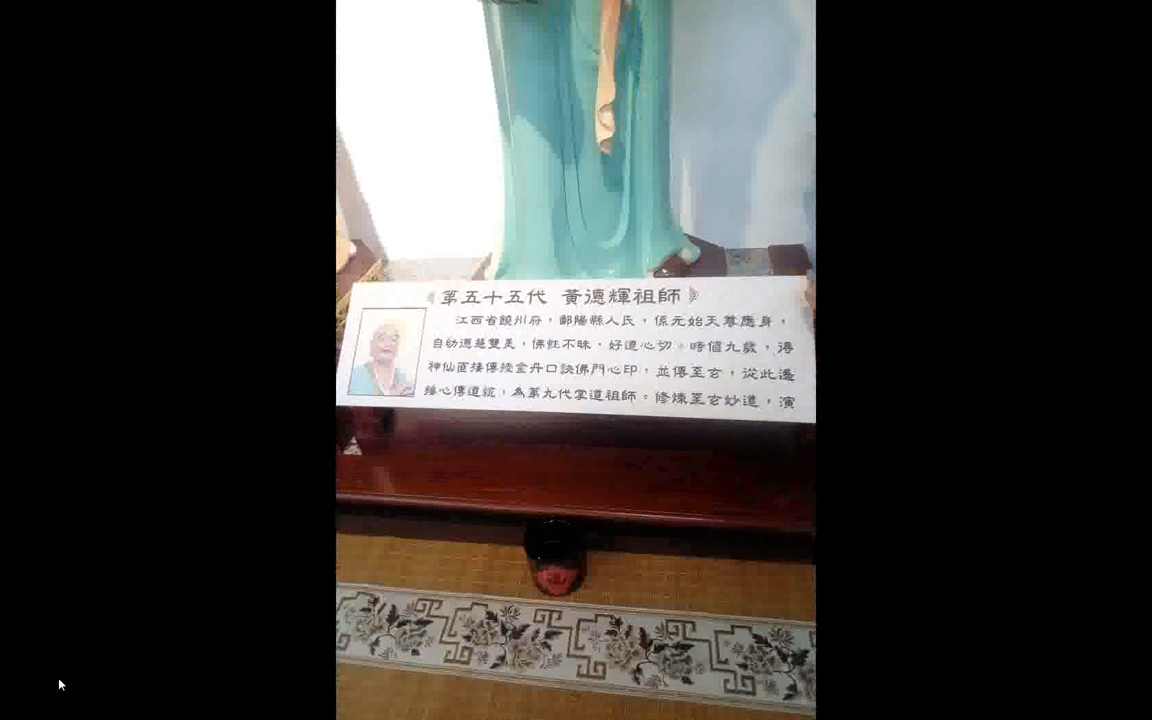 第五十五代 黃德輝祖師
江西省饒州府，鄱陽縣人氏，係元始天尊應身，
自幼德慈雙美，佛性不昧，好道心切。時值九歲，得
神仙直接傳授金丹口訣佛門心印，並傳至玄，從此遙
接心傳道統，為第九代掌道祖師。修煉至玄妙道，演